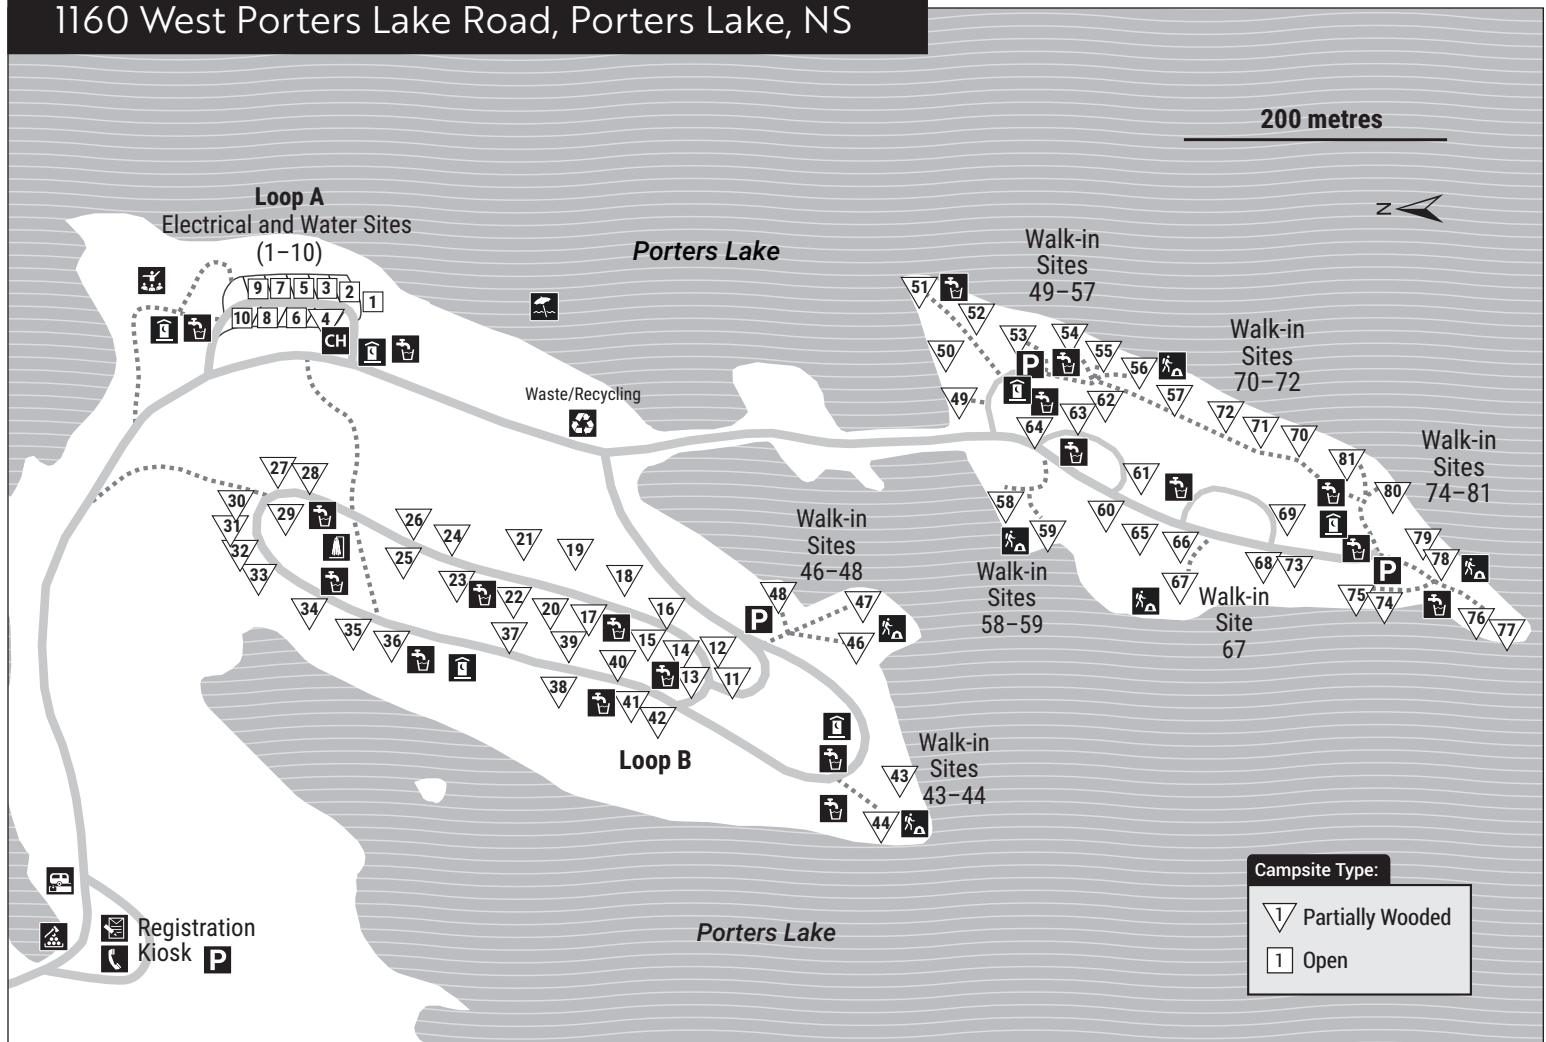 1160 West Porters Lake Road, Porters Lake, NS
200 metres
N
Loop A
Electrical and Water Sites
(1–10)
9 7 5 3 2 1
10 8 6 4
CH
Porters Lake
Waste/Recycling
Walk-in
Sites
49–57
Walk-in
Sites
70–72
Walk-in
Sites
74–81
51
52
53 54
50
55
P
56
57
49
62
63
64
72
71
70
81
80
61
58
59
60
65
66
69
68 73
67
79
78
P
75 74
76
77
Walk-in
Sites
58–59
Walk-in
Site
67
Walk-in
Sites
46–48
48
47
P
46
27 28
30
29
31
32
33
26
24
25
21
19
23
18
22
20
17
16
34
35
36
37
39
15
14
12
40
13
11
38
41
42
Loop B
Walk-in
Sites
43–44
43
44
Registration
Kiosk P
Porters Lake
Campsite Type:
1 Partially Wooded
1 Open